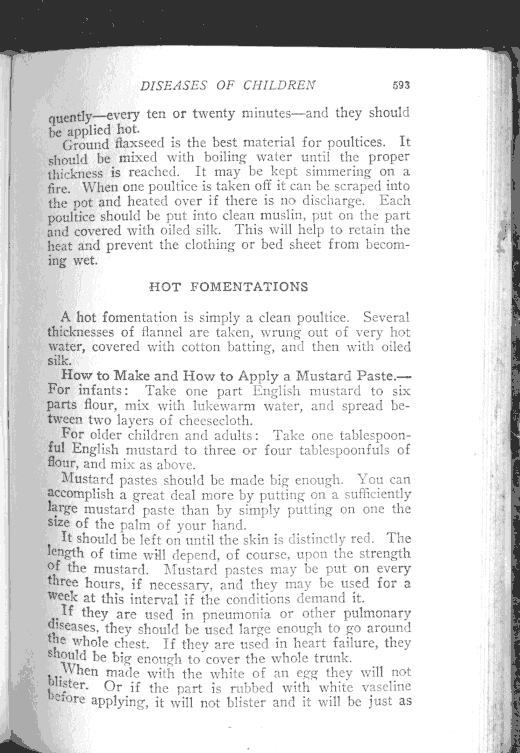 DISEASES OF CHILDREN 593
quently—every ten or twenty minutes—and they should
be applied hot.
Ground flaxseed is the best material for poultices. It
should be mixed with boiling water until the proper
thickness is reached. It may be kept simmering on a
fire. When one poultice is taken off it can be scraped into
the pot and heated over if there is no discharge. Each
poultice should be put into clean muslin, put on the part
and covered with oiled silk. This will help to retain the
heat and prevent the clothing or bed sheet from becom-
ing wet.
HOT FOMENTATIONS
A hot fomentation is simply a clean poultice. Several
thicknesses of flannel are taken, wrung out of very hot
water, covered with cotton batting, and then with oiled
silk.
How to Make and How to Apply a Mustard Paste.—
For infants: Take one part English mustard to six
parts flour, mix with lukewarm water, and spread be-
tween two layers of cheesecloth.
For older children and adults: Take one tablespoon-
ful English mustard to three or four tablespoonfuls of
flour, and mix as above.
Mustard pastes should be made big enough. You can
accomplish a great deal more by putting on a sufficiently
large mustard paste than by simply putting on one the
size of the palm of your hand.
It should be left on until the skin is distinctly red. The
length of time will depend, of course, upon the strength
of the mustard. Mustard pastes may be put on every
three hours, if necessary, and they may be used for a
week at this interval if the conditions demand it.
If they are used in pneumonia or other pulmonary
diseases, they should be used large enough to go around
the whole chest. If they are used in heart failure, they
should be big enough to cover the whole trunk.
When made with the white of an egg they will not
blister. Or if the part is rubbed with white vaseline
before applying, it will not blister and it will be just as